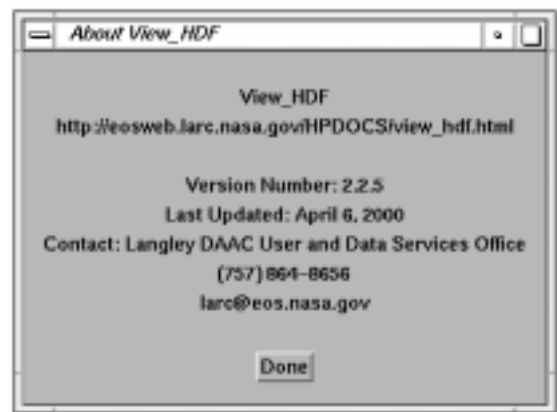 About View_HDF
View_HDF
http://eosweb.larc.nasa.gov/HPDOCS/view_hdf.html
Version Number: 2.2.5
Last Updated: April 6, 2000
Contact: Langley DAAC User and Data Services Office
(757) 864-8656
larc@eos.nasa.gov
Done